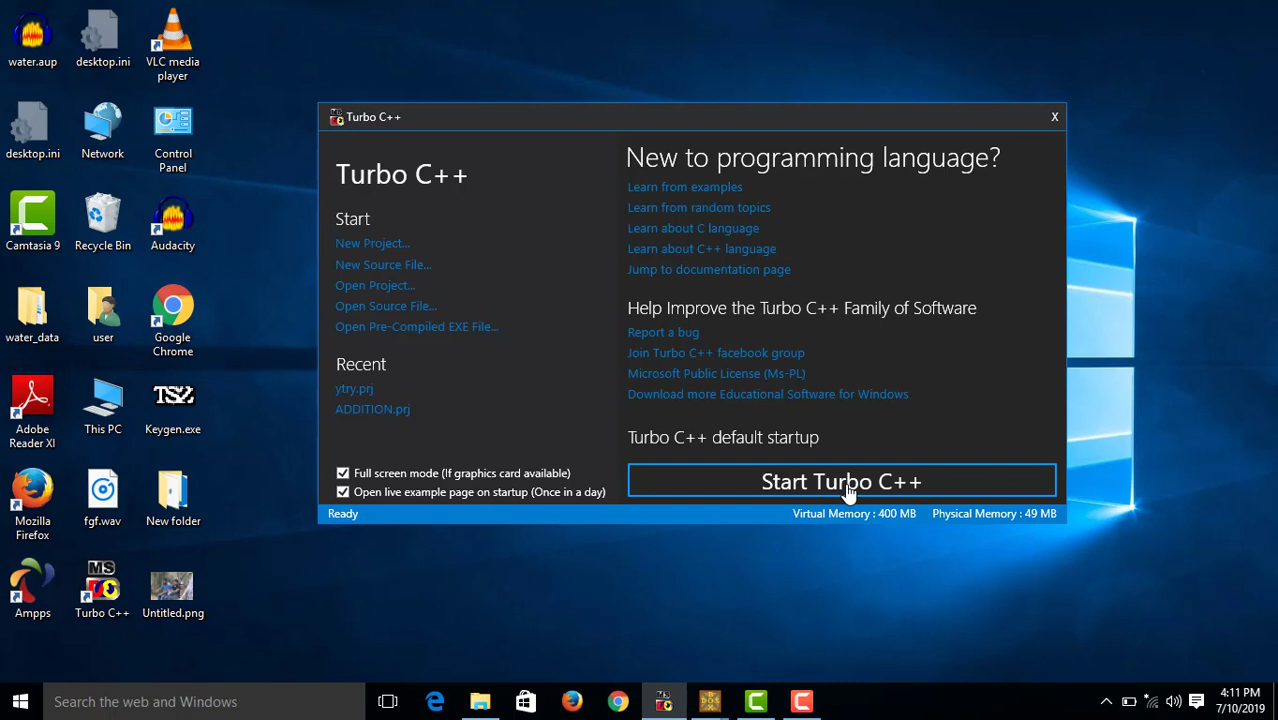 water.aup
desktop.ini
VLC media
player
desktop.ini
Network
Control
Panel
Camtasia 9
Recycle Bin
Audacity
water_data
user
Google
Chrome
Adobe
Reader XI
This PC
TSZ
Keygen.exe
Mozilla
Firefox
fgf.wav
New folder
Ampps
MS
Turbo C++
Untitled.png
Turbo C++
X
Turbo C++
Start
New Project...
New Source File...
Open Project...
Open Source File...
Open Pre-Compiled EXE File...
Recent
ytry.prj
ADDITION.prj
Full screen mode (If graphics card available)
Open live example page on startup (Once in a day)
New to programming language?
Learn from examples
Learn from random topics
Learn about C language
Learn about C++ language
Jump to documentation page
Help Improve the Turbo C++ Family of Software
Report a bug
Join Turbo C++ facebook group
Microsoft Public License (Ms-PL)
Download more Educational Software for Windows
Turbo C++ default startup
Start Turbo C++
Ready
Virtual Memory : 400 MB
Physical Memory : 49 MB
Search the web and Windows
4:11 PM
7/10/2019